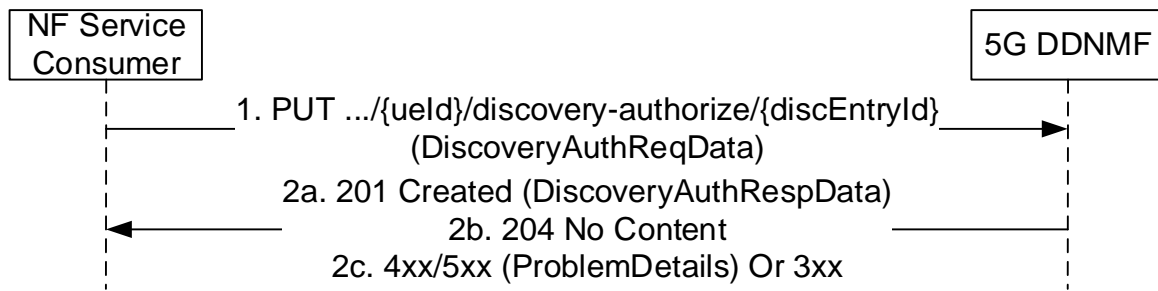 NF Service
Consumer
5G DDNMF
1. PUT .../{ueId}/discovery-authorize/{discEntryId}
(DiscoveryAuthReqData)
2a. 201 Created (DiscoveryAuthRespData)
2b. 204 No Content
2c. 4xx/5xx (ProblemDetails) Or 3xx